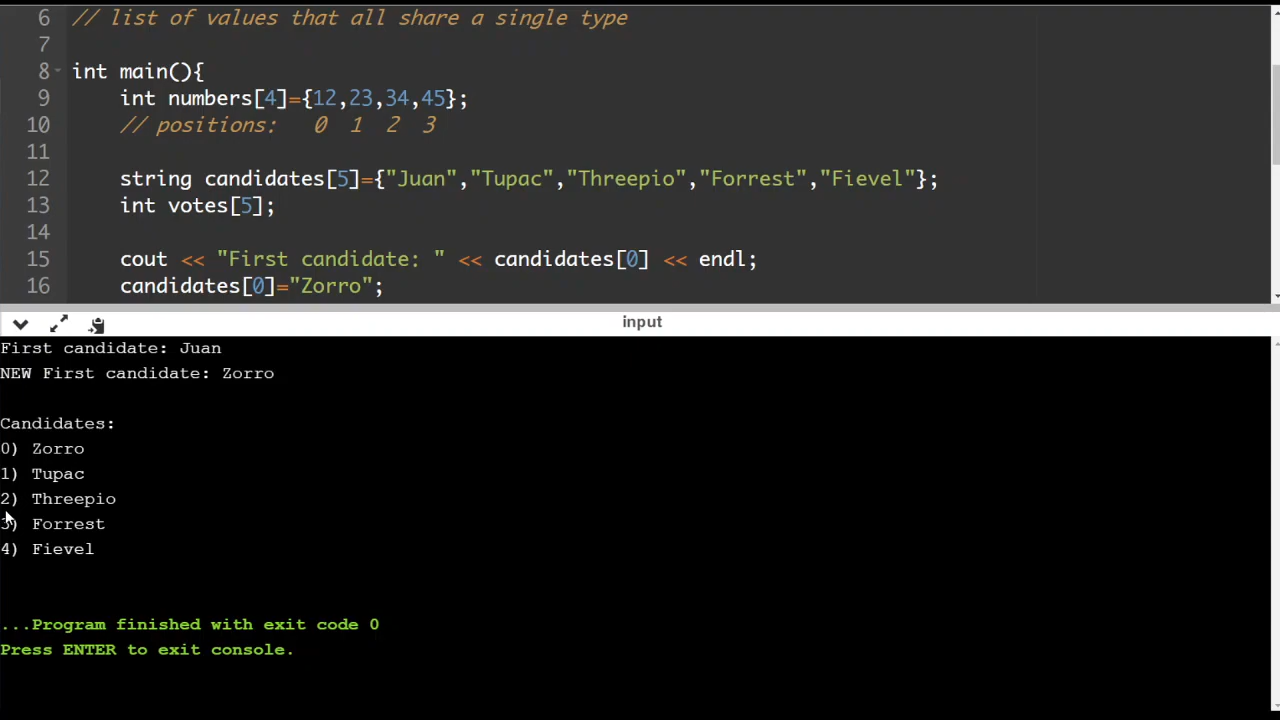 6 // list of values that all share a single type
7
8 int main(){
9 int numbers[4]={12,23,34,45};
10 // positions: 0 1 2 3
11
12 string candidates[5]={"Juan","Tupac","Threepio","Forrest","Fievel"};
13 int votes[5];
14
15 cout << "First candidate: " << candidates[0] << endl;
16 candidates[0]="Zorro";
input
First candidate: Juan
NEW First candidate: Zorro
Candidates:
0) Zorro
1) Tupac
2) Threepio
3) Forrest
4) Fievel
...Program finished with exit code 0
Press ENTER to exit console.